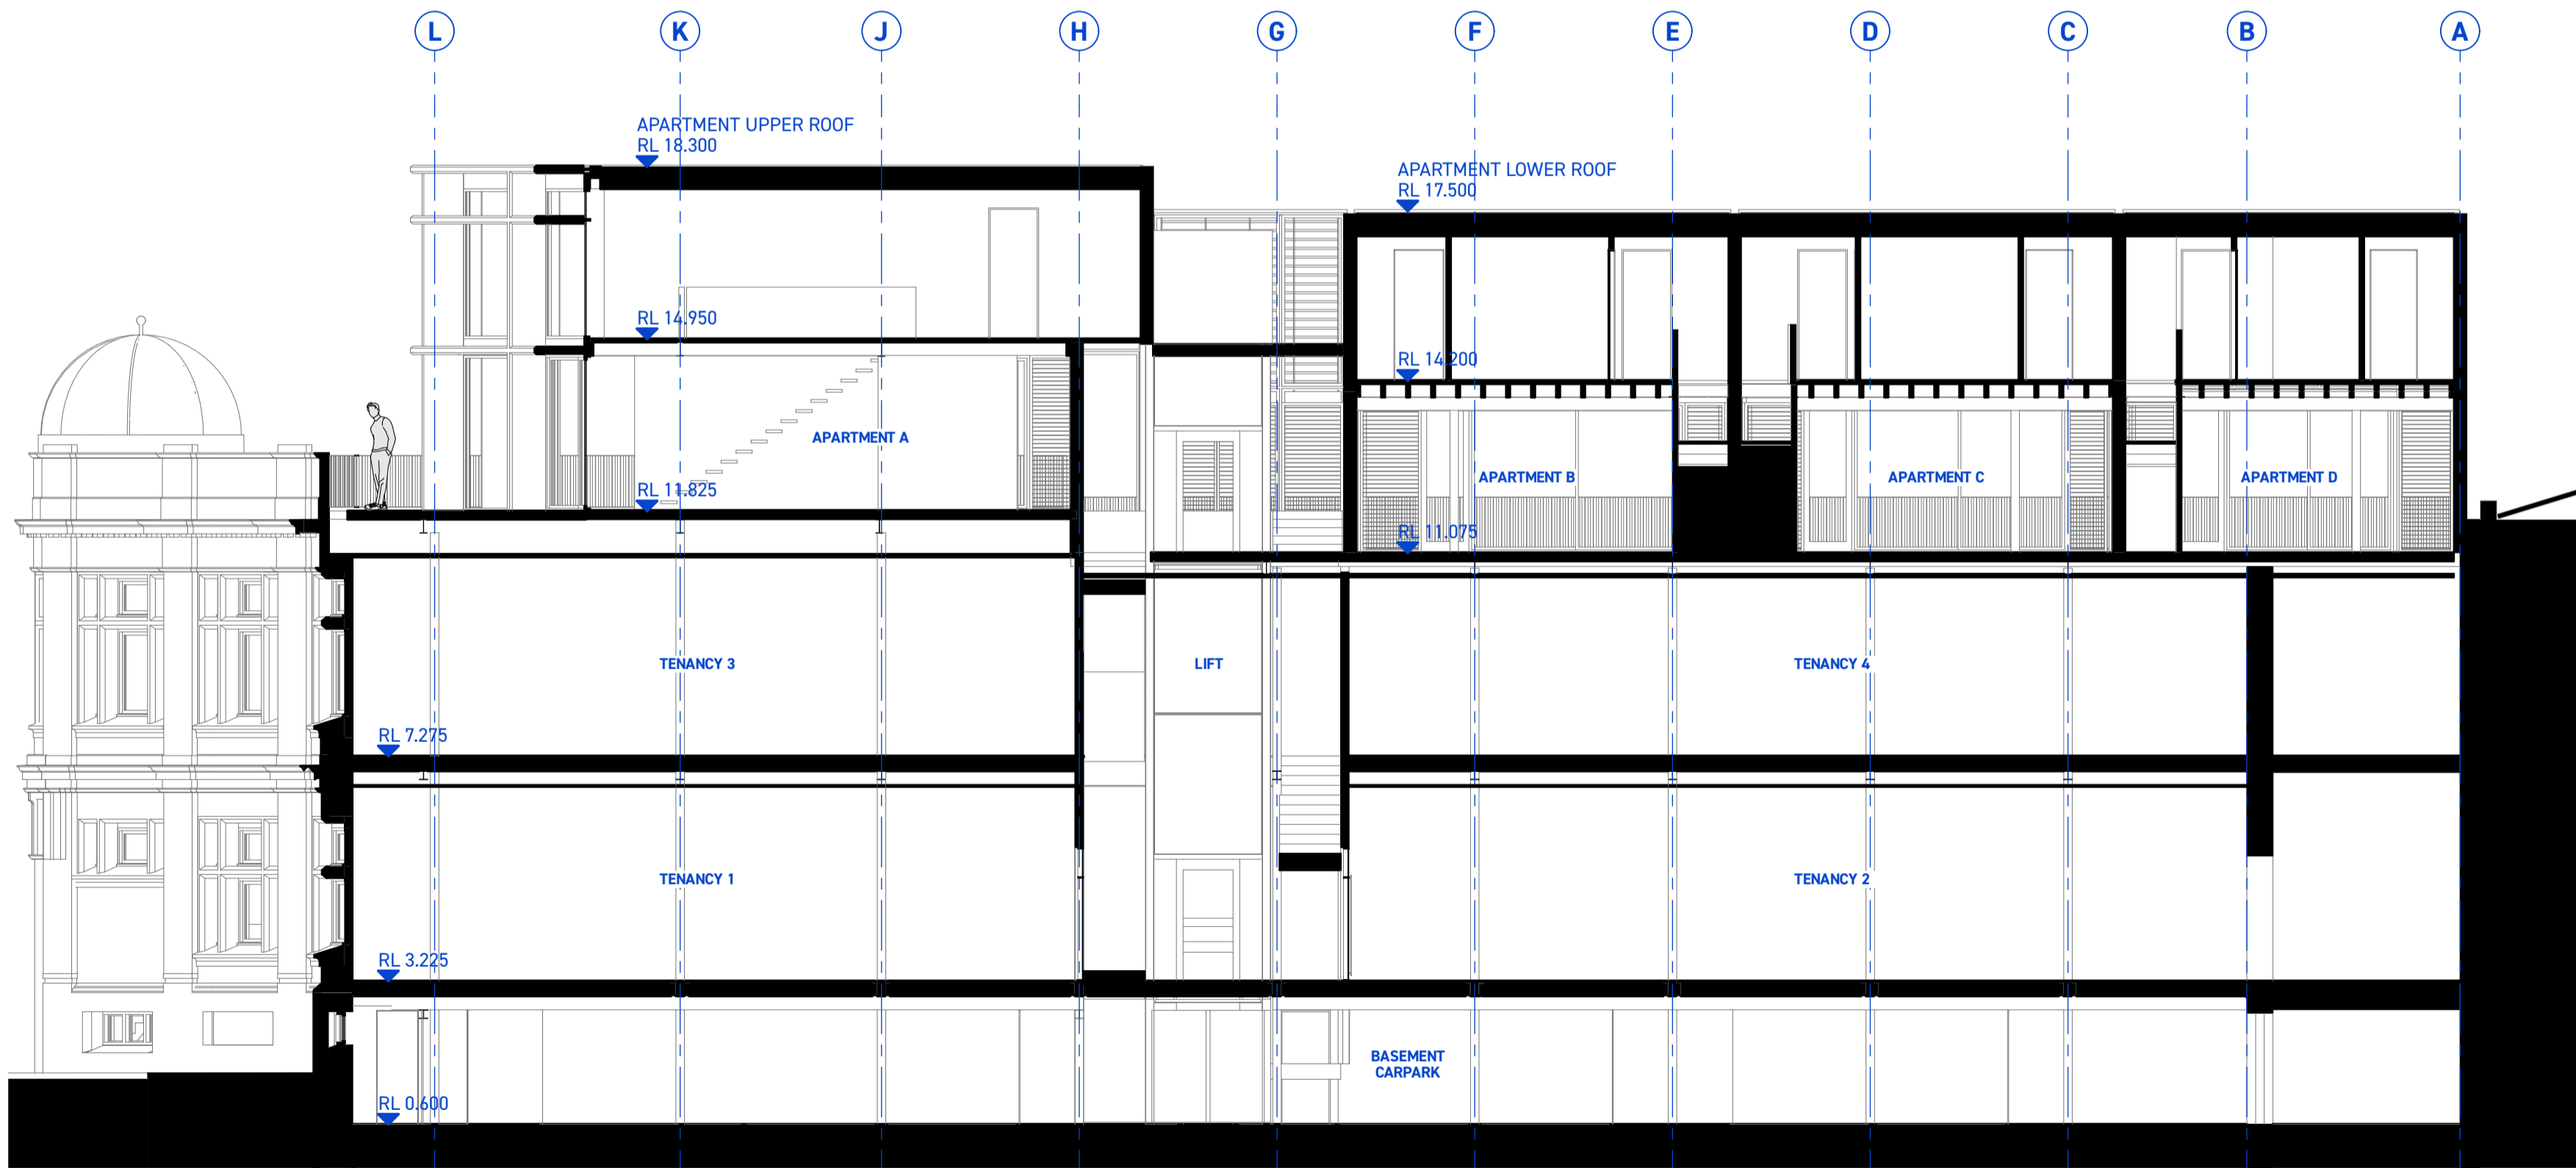 L K J H G F E D C B A
APARTMENT UPPER ROOF
RL 18.300
APARTMENT LOWER ROOF
RL 17.500
RL 14.950
RL 14.200
APARTMENT A
APARTMENT B
APARTMENT C
APARTMENT D
RL 11.825
RL 11.075
TENANCY 3
LIFT
TENANCY 4
RL 7.275
TENANCY 1
TENANCY 2
RL 3.225
BASEMENT
CARPARK
RL 0.600